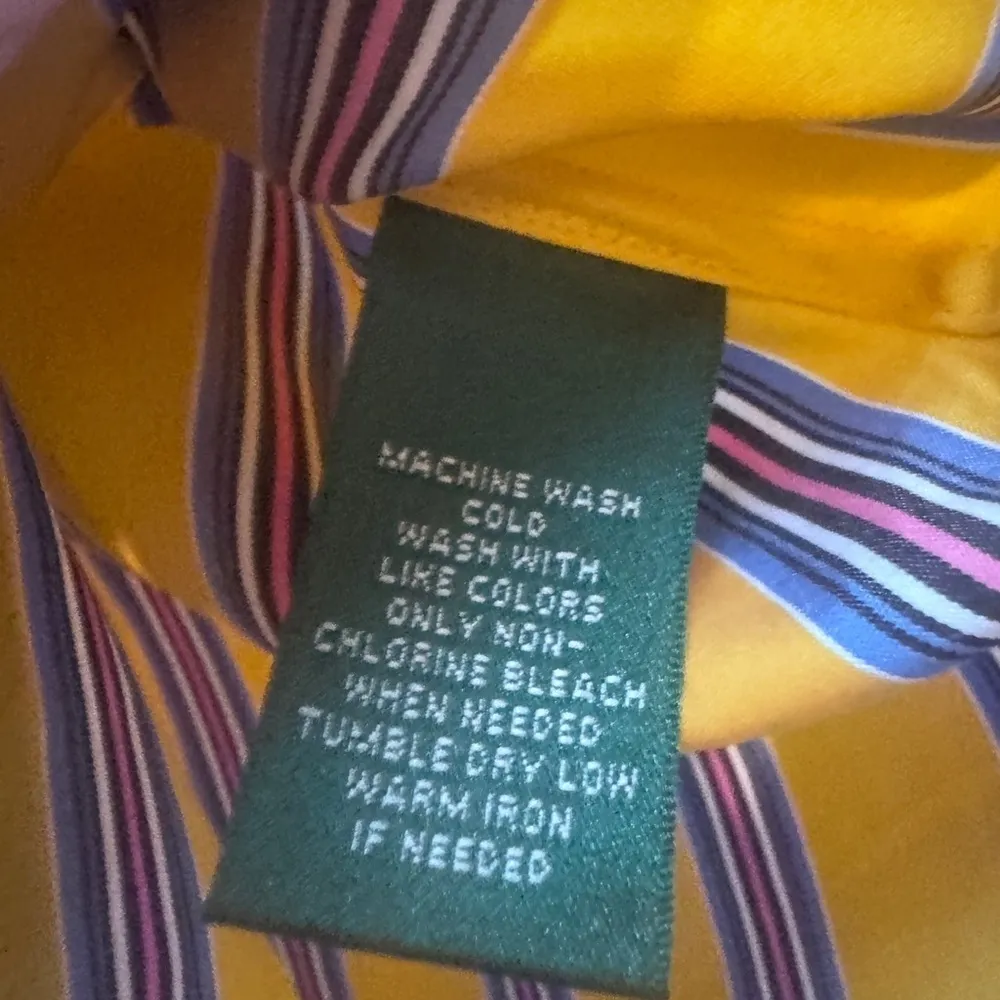 MACHINE WASH
COLD
WASH WITH
LIKE COLORS
ONLY NON-
CHLORINE BLEACH
WHEN NEEDED
TUMBLE DRY LOW
WARM IRON
IF NEEDED